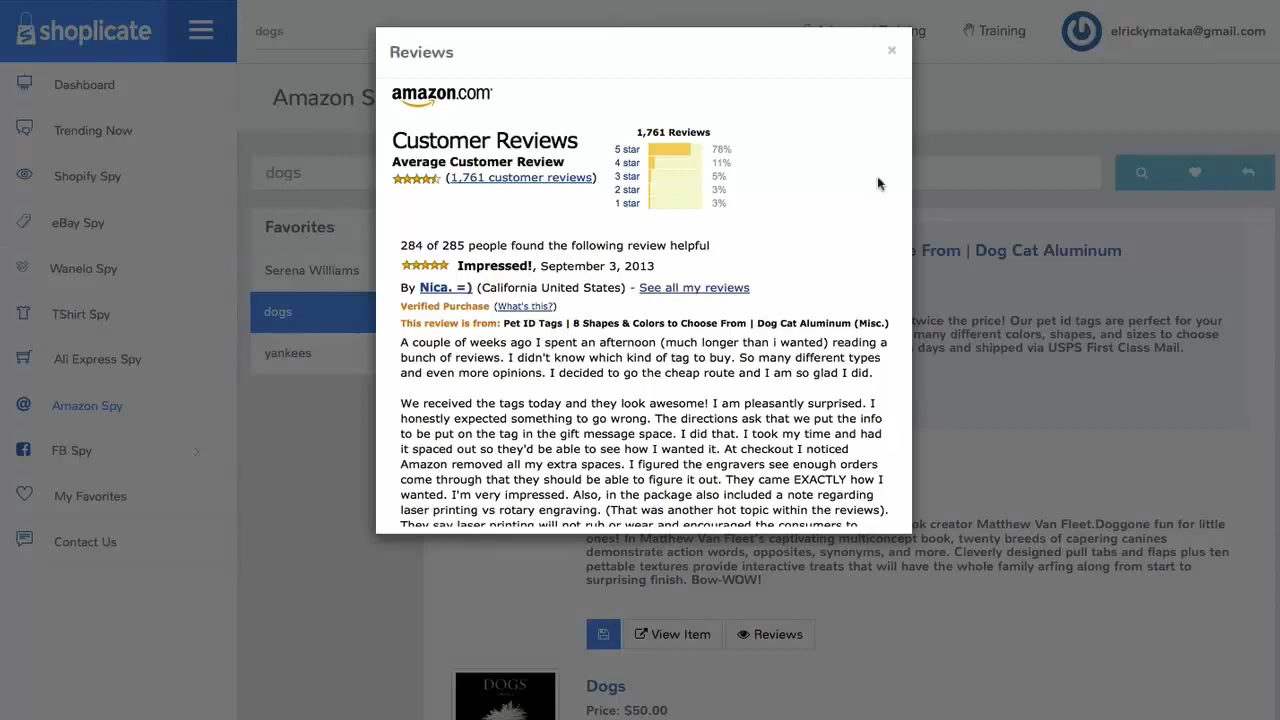 shoplicate
dogs
Training
elrickymataka@gmail.com
Dashboard
Trending Now
Shopify Spy
eBay Spy
Wanelo Spy
TShirt Spy
Ali Express Spy
Amazon Spy
FB Spy
My Favorites
Contact Us
Amazon S
dogs
Favorites
Serena Williams
dogs
yankees
Reviews
×
amazon.com
Customer Reviews
Average Customer Review
(1,761 customer reviews)
1,761 Reviews
5 star 78%
4 star 11%
3 star 5%
2 star 3%
1 star 3%
284 of 285 people found the following review helpful
Impressed!, September 3, 2013
By Nica. =) (California United States) - See all my reviews
Verified Purchase (What's this?)
This review is from: Pet ID Tags | 8 Shapes & Colors to Choose From | Dog Cat Aluminum (Misc.)
A couple of weeks ago I spent an afternoon (much longer than i wanted) reading a
bunch of reviews. I didn't know which kind of tag to buy. So many different types
and even more opinions. I decided to go the cheap route and I am so glad I did.
We received the tags today and they look awesome! I am pleasantly surprised. I
honestly expected something to go wrong. The directions ask that we put the info
to be put on the tag in the gift message space. I did that. I took my time and had
it spaced out so they'd be able to see how I wanted it. At checkout I noticed
Amazon removed all my extra spaces. I figured the engravers see enough orders
come through that they should be able to figure it out. They came EXACTLY how I
wanted. I'm very impressed. Also, in the package also included a note regarding
laser printing vs rotary engraving. (That was another hot topic within the reviews).
They say laser printing will not rub or wear and encouraged the consumers to
e From | Dog Cat Aluminum
twice the price! Our pet id tags are perfect for your
many different colors, shapes, and sizes to choose
days and shipped via USPS First Class Mail.
ok creator Matthew Van Fleet.Doggone fun for little
ones! In Matthew Van Fleet's captivating multiconcept book, twenty breeds of capering canines
demonstrate action words, opposites, synonyms, and more. Cleverly designed pull tabs and flaps plus ten
pettable textures provide interactive treats that will have the whole family arfing along from start to
surprising finish. Bow-WOW!
View Item
Reviews
DOGS
Dogs
Price: $50.00